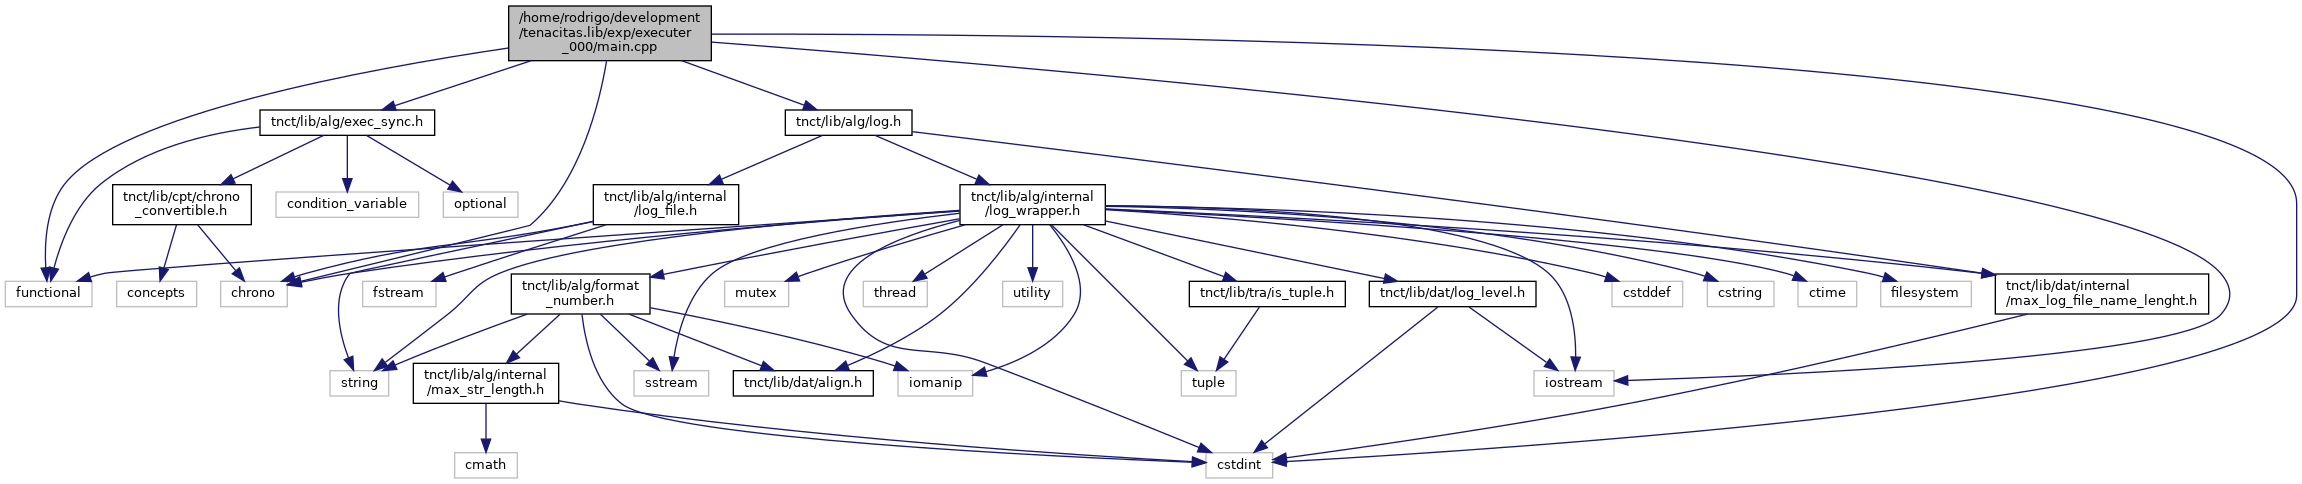 /home/rodrigo/development
/tenacitas.lib/exp/executer
_000/main.cpp
tnct/lib/alg/exec_sync.h
tnct/lib/alg/log.h
tnct/lib/cpt/chrono
_convertible.h
condition_variable
optional
tnct/lib/alg/internal
/log_file.h
tnct/lib/alg/internal
/log_wrapper.h
functional
concepts
chrono
fstream
tnct/lib/alg/format
_number.h
mutex
thread
utility
tnct/lib/tra/is_tuple.h
tnct/lib/dat/log_level.h
cstddef
cstring
ctime
filesystem
tnct/lib/dat/internal
/max_log_file_name_lenght.h
string
tnct/lib/alg/internal
/max_str_length.h
sstream
tnct/lib/dat/align.h
iomanip
tuple
iostream
cmath
cstdint